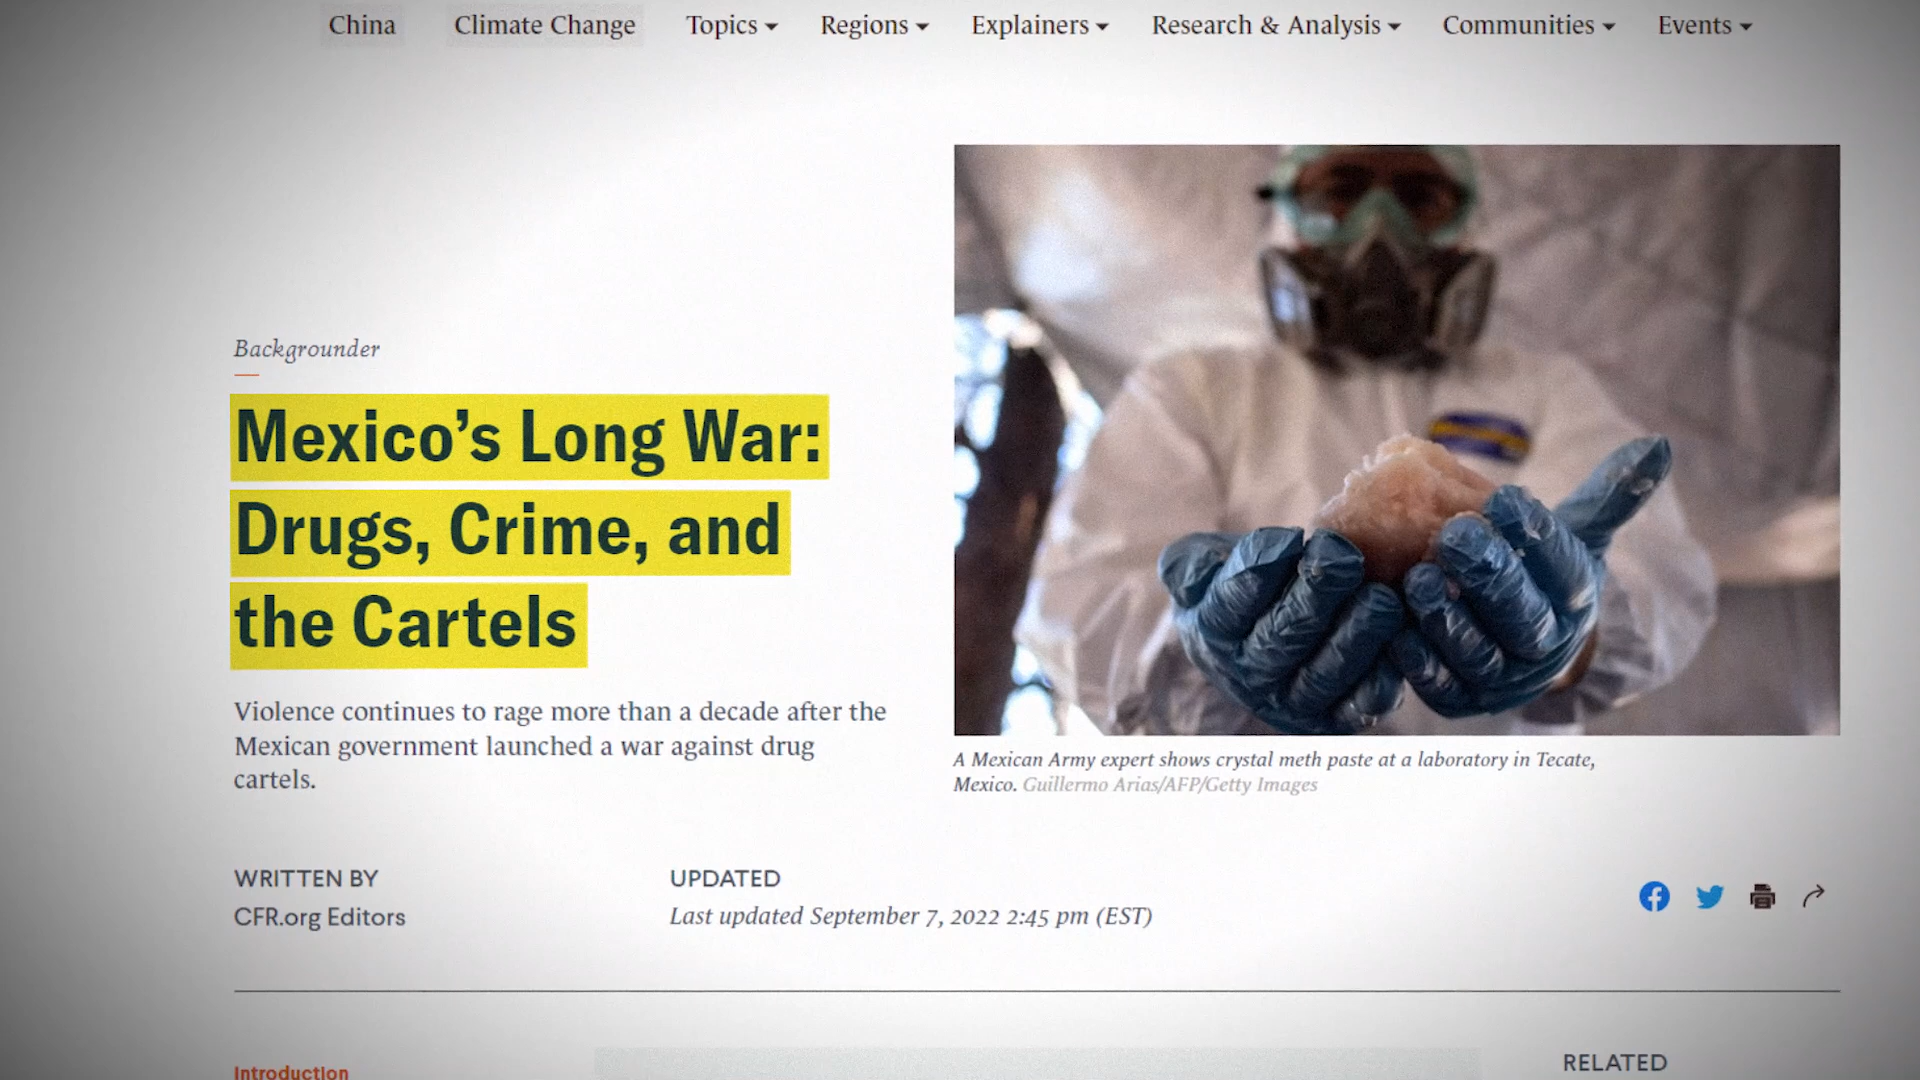 China Climate Change Topics Regions Explainers Research & Analysis Communities Events
Backgrounder
Mexico's Long War:
Drugs, Crime, and
the Cartels
Violence continues to rage more than a decade after the
Mexican government launched a war against drug
cartels.
A Mexican Army expert shows crystal meth paste at a laboratory in Tecate,
Mexico. Guillermo Arias/AFP/Getty Images
WRITTEN BY
CFR.org Editors
UPDATED
Last updated September 7, 2022 2:45 pm (EST)
Introduction
RELATED